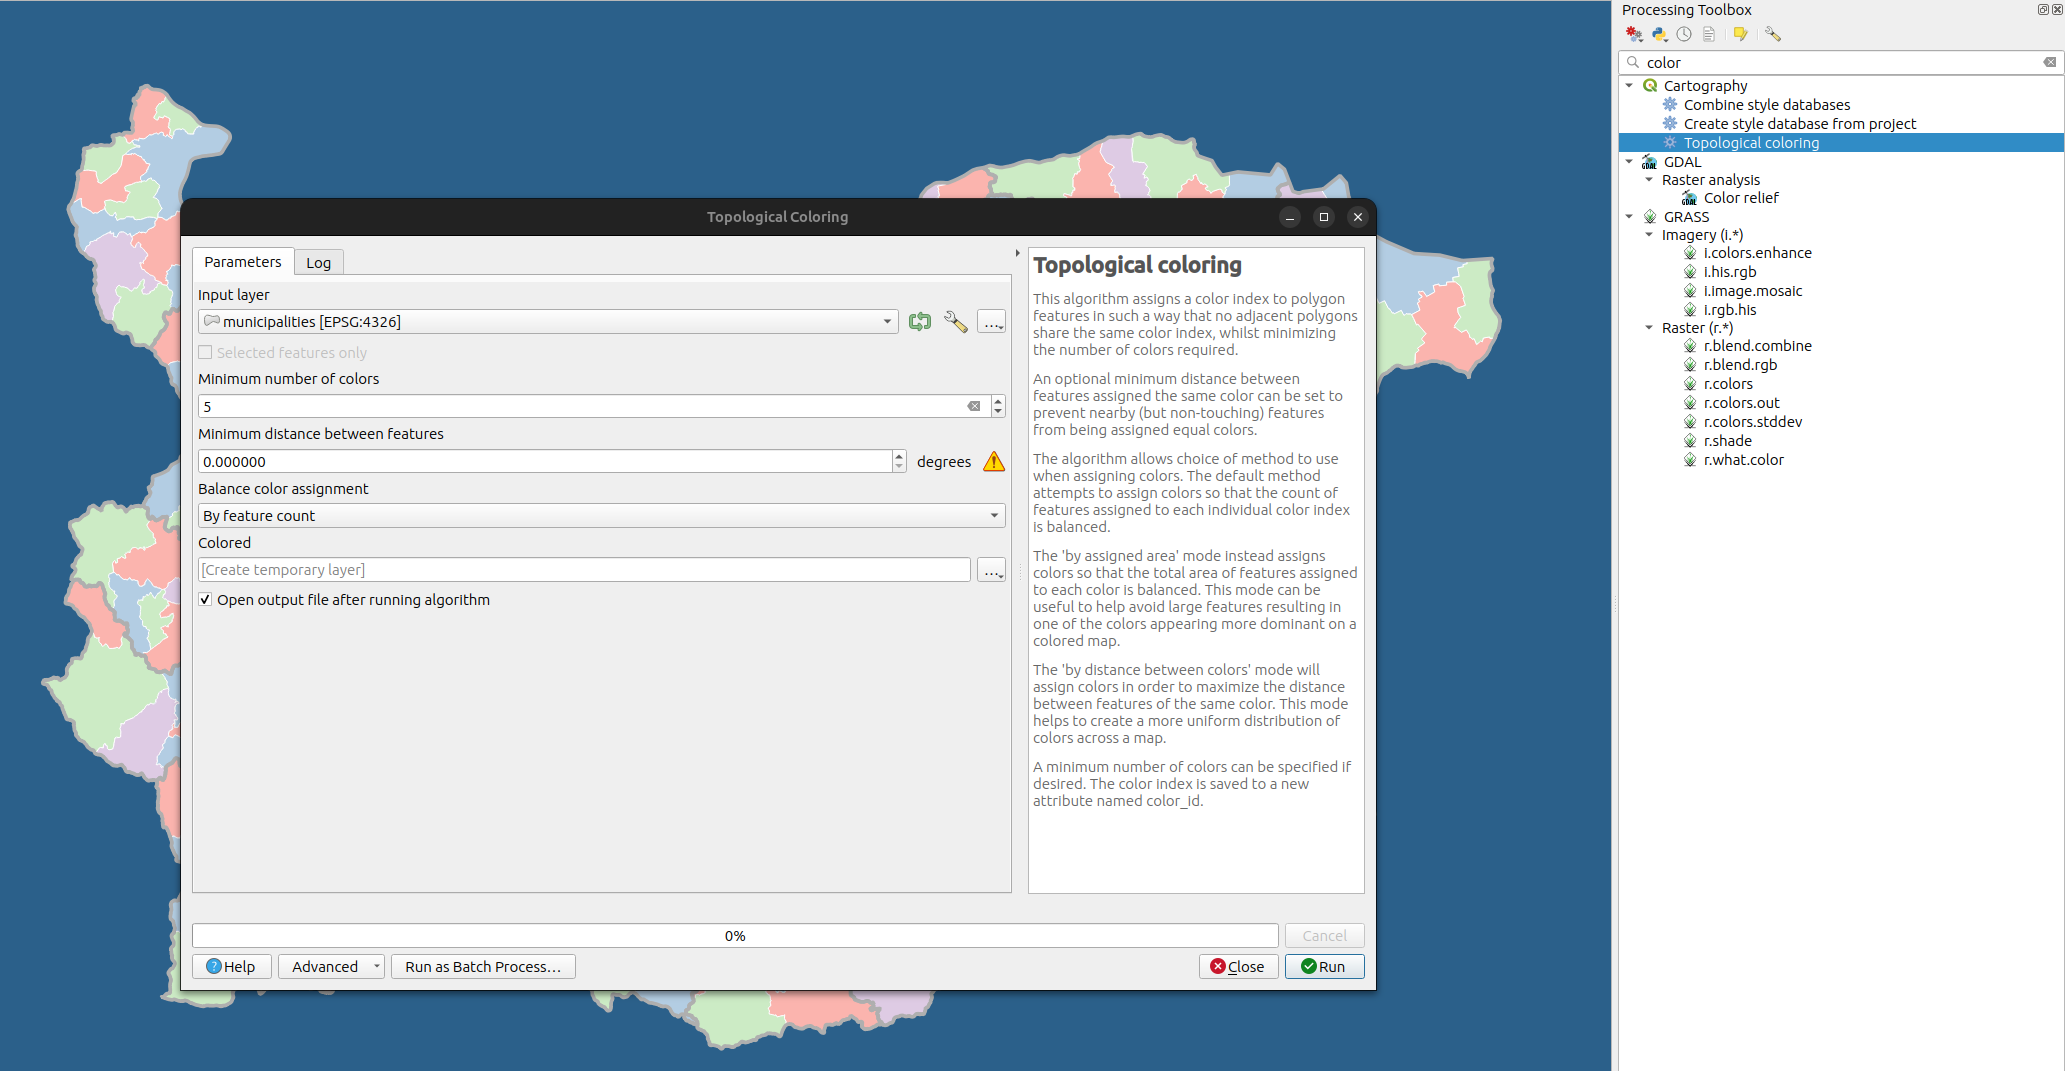 Processing Toolbox
color
Cartography
Combine style databases
Create style database from project
Topological coloring
GDAL
Raster analysis
Color relief
GRASS
Imagery (i.*)
i.colors.enhance
i.his.rgb
i.image.mosaic
i.rgb.his
Raster (r.*)
r.blend.combine
r.blend.rgb
r.colors
r.colors.out
r.colors.stddev
r.shade
r.what.color
Topological Coloring
Parameters
Log
Input layer
municipalities [EPSG:4326]
...
Selected features only
Minimum number of colors
5
Minimum distance between features
0.000000
degrees
Balance color assignment
By feature count
Colored
[Create temporary layer]
...
Open output file after running algorithm
Topological coloring
This algorithm assigns a color index to polygon
features in such a way that no adjacent polygons
share the same color index, whilst minimizing
the number of colors required.
An optional minimum distance between
features assigned the same color can be set to
prevent nearby (but non-touching) features
from being assigned equal colors.
The algorithm allows choice of method to use
when assigning colors. The default method
attempts to assign colors so that the count of
features assigned to each individual color index
is balanced.
The 'by assigned area' mode instead assigns
colors so that the total area of features assigned
to each color is balanced. This mode can be
useful to help avoid large features resulting in
one of the colors appearing more dominant on a
colored map.
The 'by distance between colors' mode will
assign colors in order to maximize the distance
between features of the same color. This mode
helps to create a more uniform distribution of
colors across a map.
A minimum number of colors can be specified if
desired. The color index is saved to a new
attribute named color_id.
0%
Cancel
Help
Advanced
Run as Batch Process...
Close
Run